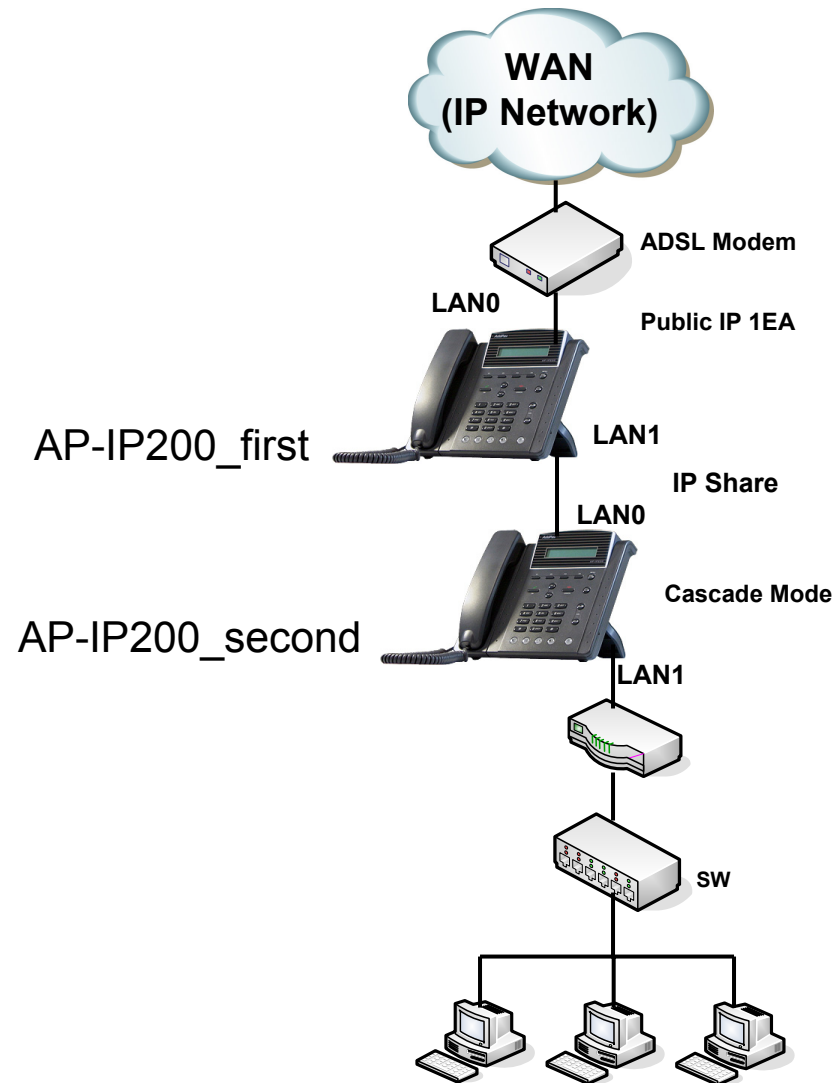 WAN
(IP Network)
ADSL Modem
LAN0
Public IP 1EA
AP-IP200_first
LAN1
IP Share
LAN0
Cascade Mode
AP-IP200_second
LAN1
SW